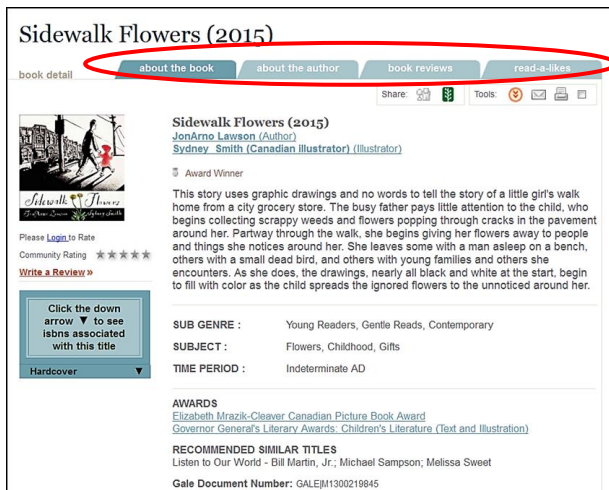 Sidewalk Flowers (2015)
book detail
about the book
about the author
book reviews
read-a-likes
Share:
Tools:
Sidewalk Flowers (2015)
JonArno Lawson (Author)
Sydney Smith (Canadian illustrator) (Illustrator)
Award Winner
Sidewalk Flowers
JonArno Lawson Sydney Smith
Please Login to Rate
Community Rating
Write a Review »
Click the down
arrow ▼ to see
isbns associated
with this title
Hardcover ▼
This story uses graphic drawings and no words to tell the story of a little girl's walk
home from a city grocery store. The busy father pays little attention to the child, who
begins collecting scrappy weeds and flowers popping through cracks in the pavement
around her. Partway through the walk, she begins giving her flowers away to people
and things she notices around her. She leaves some with a man asleep on a bench,
others with a small dead bird, and others with young families and others she
encounters. As she does, the drawings, nearly all black and white at the start, begin
to fill with color as the child spreads the ignored flowers to the unnoticed around her.
SUB GENRE : Young Readers, Gentle Reads, Contemporary
SUBJECT : Flowers, Childhood, Gifts
TIME PERIOD : Indeterminate AD
AWARDS
Elizabeth Mrazik-Cleaver Canadian Picture Book Award
Governor General's Literary Awards: Children's Literature (Text and Illustration)
RECOMMENDED SIMILAR TITLES
Listen to Our World - Bill Martin, Jr.; Michael Sampson; Melissa Sweet
Gale Document Number: GALE|M1300219845